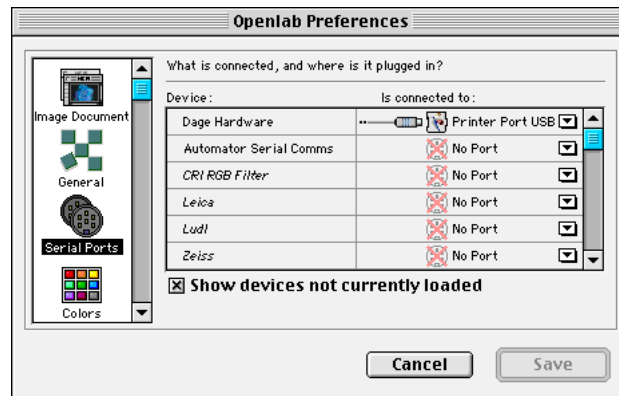 Openlab Preferences
What is connected, and where is it plugged in?
Image Document
General
Serial Ports
Colors
Device: Is connected to:
Dage Hardware Printer Port USB
Automator Serial Comms No Port
CRI RGB Filter No Port
Leica No Port
Ludl No Port
Zeiss No Port
Show devices not currently loaded
Cancel Save